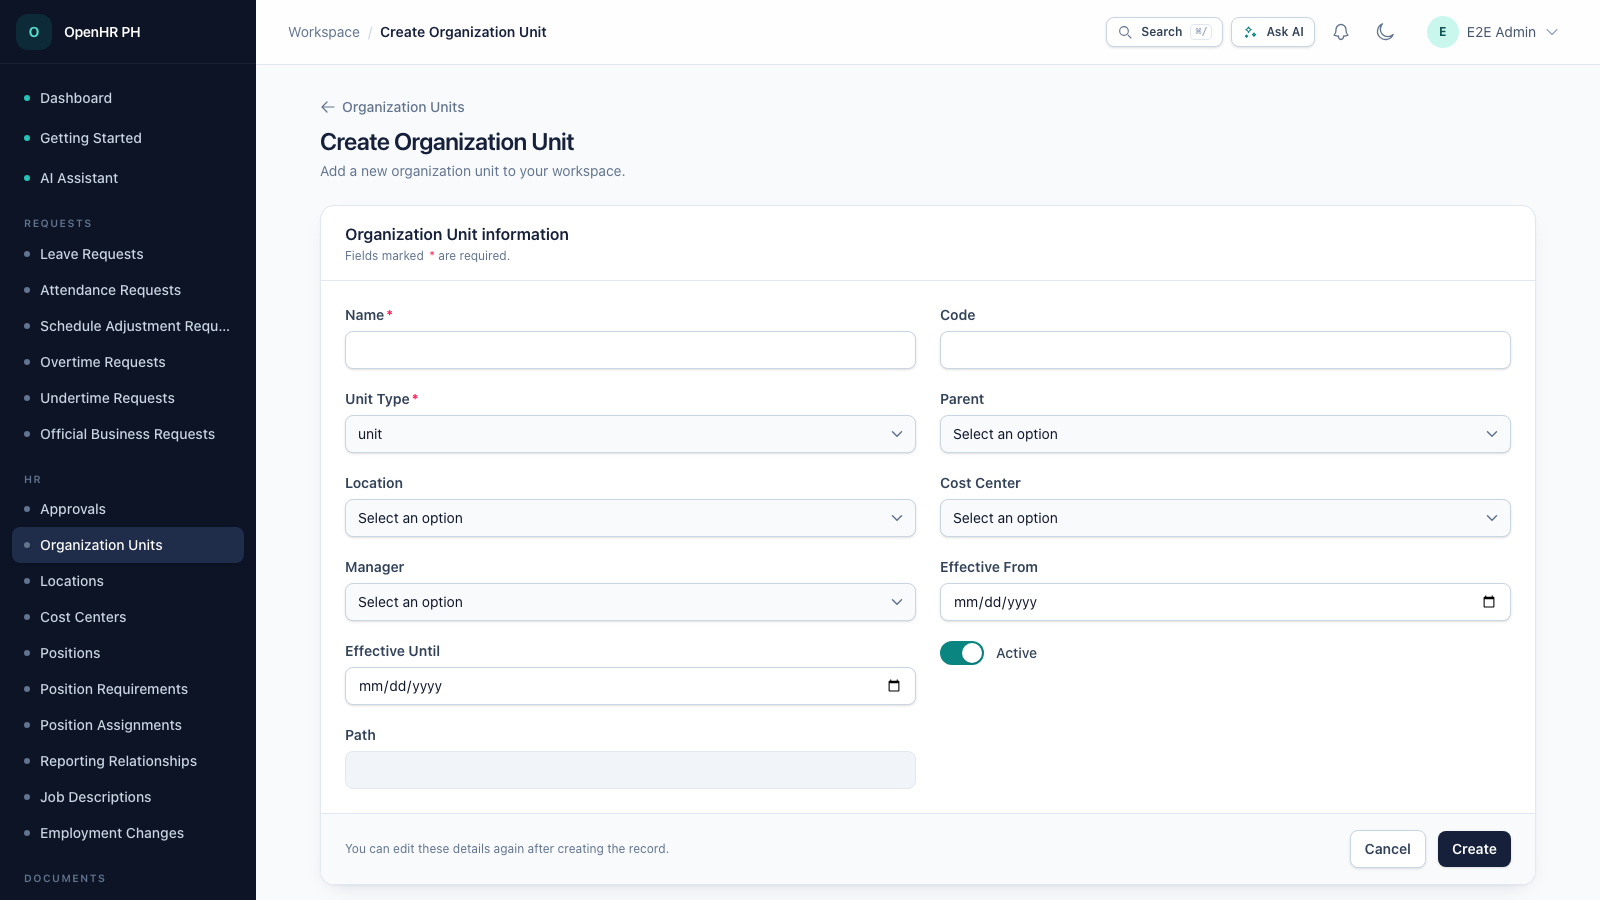 O
OpenHR PH
Dashboard
Getting Started
AI Assistant
REQUESTS
Leave Requests
Attendance Requests
Schedule Adjustment Requ...
Overtime Requests
Undertime Requests
Official Business Requests
HR
Approvals
Organization Units
Locations
Cost Centers
Positions
Position Requirements
Position Assignments
Reporting Relationships
Job Descriptions
Employment Changes
DOCUMENTS
Workspace / Create Organization Unit
Search ⌘/
Ask AI
E
E2E Admin
← Organization Units
Create Organization Unit
Add a new organization unit to your workspace.
Organization Unit information
Fields marked * are required.
Name*
Code
Unit Type*
unit
Parent
Select an option
Location
Select an option
Cost Center
Select an option
Manager
Select an option
Effective From
mm/dd/yyyy
Effective Until
mm/dd/yyyy
Active
Path
You can edit these details again after creating the record.
Cancel
Create